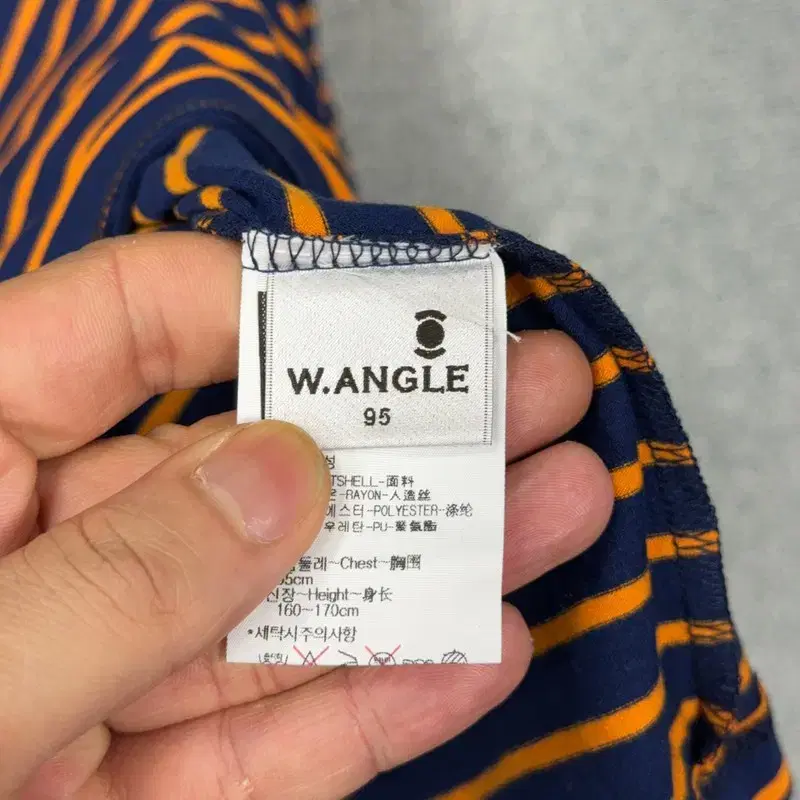 W.ANGLE
95
성
TSHELL-面料
-RAYON-人造丝
에스터-POLYESTER-涤纶
우레탄-PU-聚氨酯
둘레~Chest~胸围
95cm
신장~Height~身长
160~170cm
*세탁시주의사항